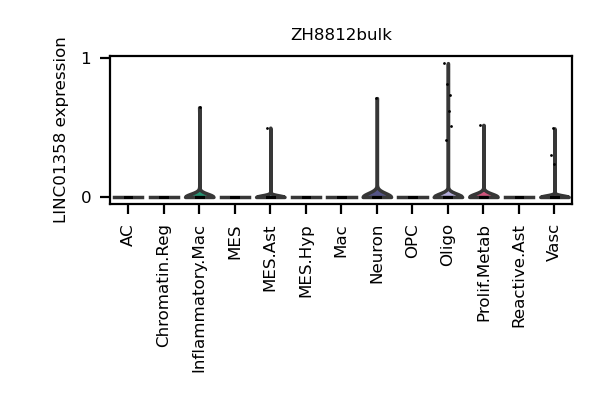 ZH8812bulk
LINC01358 expression
1
0
AC
Chromatin.Reg
Inflammatory.Mac
MES
MES.Ast
MES.Hyp
Mac
Neuron
OPC
Oligo
Prolif.Metab
Reactive.Ast
Vasc